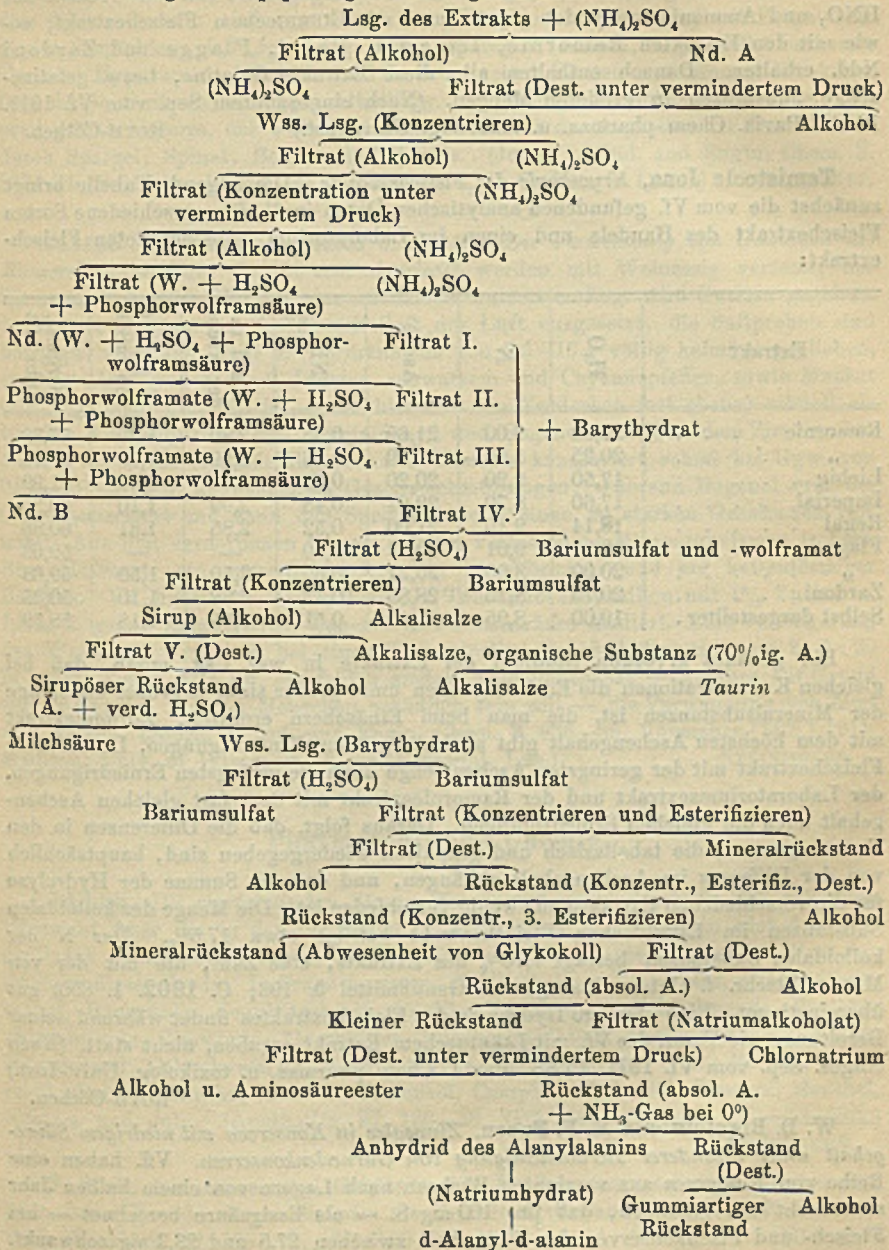 Lsg. des Extrakts + (NH₄)₂SO₄
Filtrat (Alkohol) Nd. A
(NH₄)₂SO₄ Filtrat (Dest. unter vermindertem Druck)
Wss. Lsg. (Konzentrieren) Alkohol
Filtrat (Alkohol) (NH₄)₂SO₄
Filtrat (Konzentration unter (NH₄)₂SO₄
vermindertem Druck)
Filtrat (Alkohol) (NH₄)₂SO₄
Filtrat (W. + H₂SO₄ (NH₄)₂SO₄
+ Phosphorwolframsäure)
Nd. (W. + H₂SO₄ + Phosphor- Filtrat I.
wolframsäure)
Phosphorwolframate (W. + H₂SO₄ Filtrat II.
+ Phosphorwolframsäure) + Barythydrat
Phosphorwolframate (W. + H₂SO₄ Filtrat III.
+ Phosphorwolframsäure)
Nd. B Filtrat IV.
Filtrat (H₂SO₄) Bariumsulfat und -wolframat
Filtrat (Konzentrieren) Bariumsulfat
Sirup (Alkohol) Alkalisalze
Filtrat V. (Dest.) Alkalisalze, organische Substanz (70%ig. A.)
Sirupöser Rückstand Alkohol Alkalisalze Taurin
(Ä. + verd. H₂SO₄)
Milchsäure Wss. Lsg. (Barythydrat)
Filtrat (H₂SO₄) Bariumsulfat
Bariumsulfat Filtrat (Konzentrieren und Esterifizieren)
Filtrat (Dest.) Mineralrückstand
Alkohol Rückstand (Konzentr., Esterifiz., Dest.)
Rückstand (Konzentr., 3. Esterifizieren) Alkohol
Mineralrückstand (Abwesenheit von Glykokoll) Filtrat (Dest.)
Rückstand (absol. A.) Alkohol
Kleiner Rückstand Filtrat (Natriumalkoholat)
Filtrat (Dest. unter vermindertem Druck) Chlornatrium
Alkohol u. Aminosäureester Rückstand (absol. A.
+ NH₃-Gas bei 0°)
Anhydrid des Alanylalanins Rückstand
(Dest.)
(Natriumhydrat)
Gummiartiger Alkohol
Rückstand
d-Alanyl-d-alanin